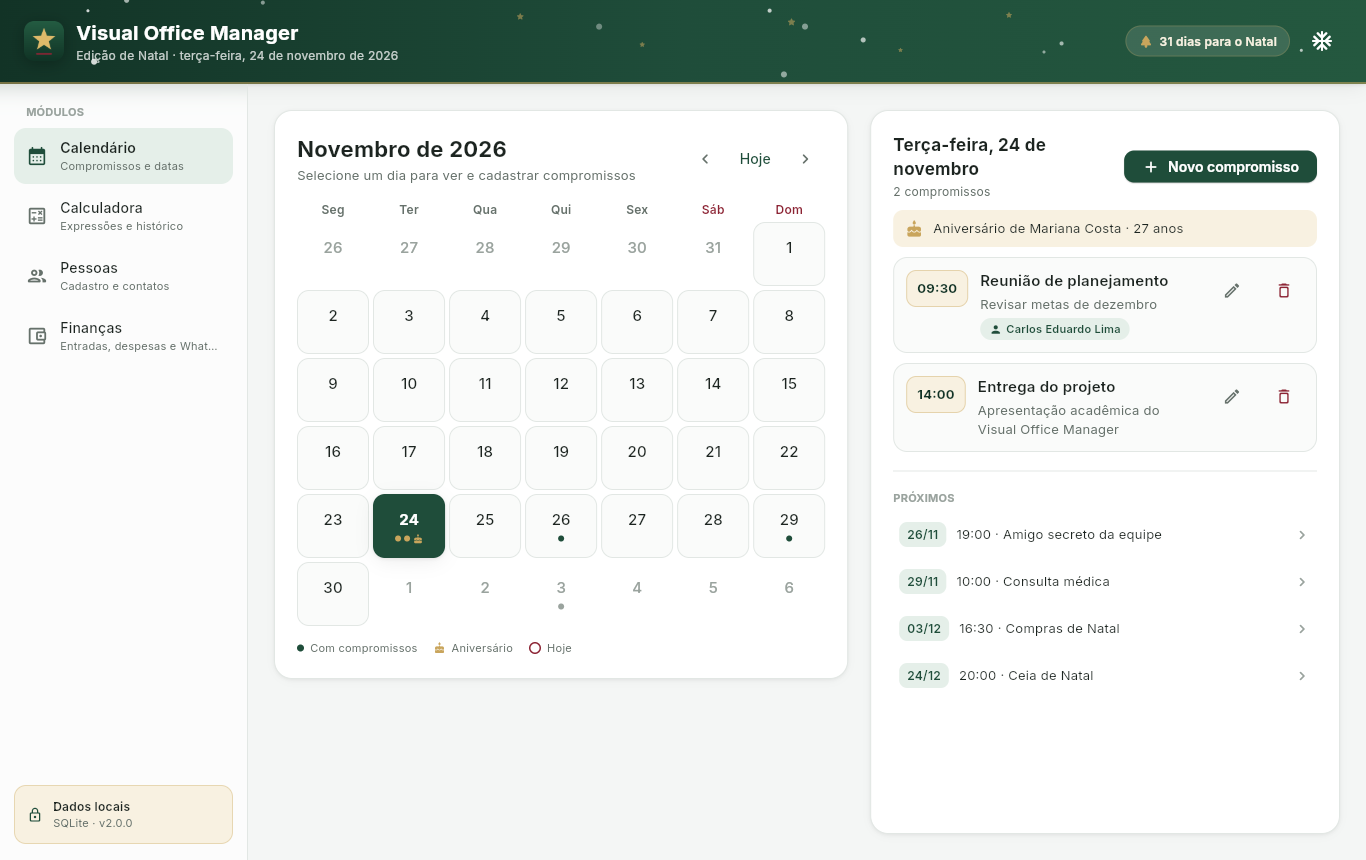 Visual Office Manager
Edição de Natal · terça-feira, 24 de novembro de 2026
31 dias para o Natal
MÓDULOS
Calendário
Compromissos e datas
Calculadora
Expressões e histórico
Pessoas
Cadastro e contatos
Finanças
Entradas, despesas e What...
Dados locais
SQLite · v2.0.0
Novembro de 2026
Selecione um dia para ver e cadastrar compromissos
Hoje
Seg Ter Qua Qui Sex Sáb Dom
26 27 28 29 30 31 1
2 3 4 5 6 7 8
9 10 11 12 13 14 15
16 17 18 19 20 21 22
23 24 25 26 27 28 29
30 1 2 3 4 5 6
Com compromissos Aniversário Hoje
Terça-feira, 24 de
novembro
2 compromissos
+ Novo compromisso
Aniversário de Mariana Costa · 27 anos
09:30
Reunião de planejamento
Revisar metas de dezembro
Carlos Eduardo Lima
14:00
Entrega do projeto
Apresentação acadêmica do
Visual Office Manager
PRÓXIMOS
26/11 19:00 · Amigo secreto da equipe
29/11 10:00 · Consulta médica
03/12 16:30 · Compras de Natal
24/12 20:00 · Ceia de Natal